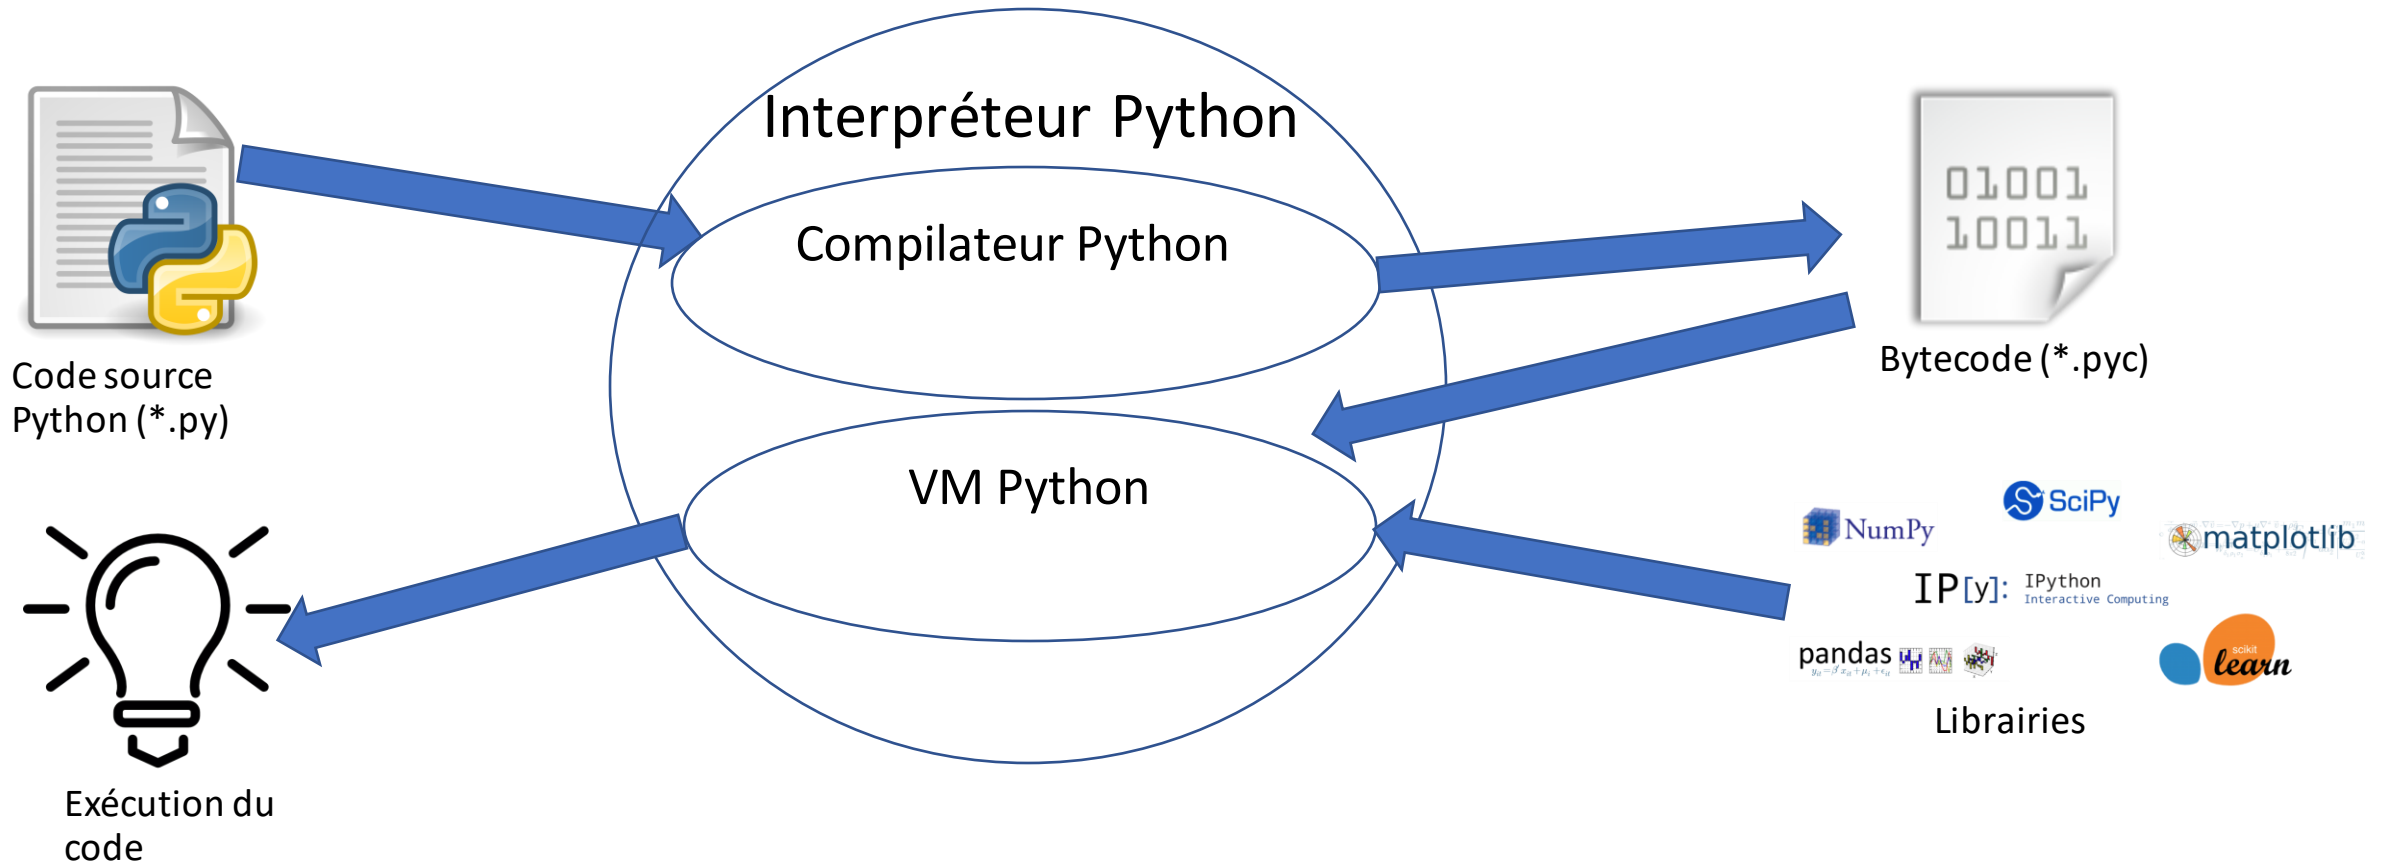 Interpréteur Python
Compilateur Python
01001
10011
Code source
Python (*.py)
Bytecode (*.pyc)
VM Python
SciPy
NumPy
matplotlib
IP[y]:
IPython
Interactive Computing
pandas
scikit
learn
Librairies
Exécution du
code